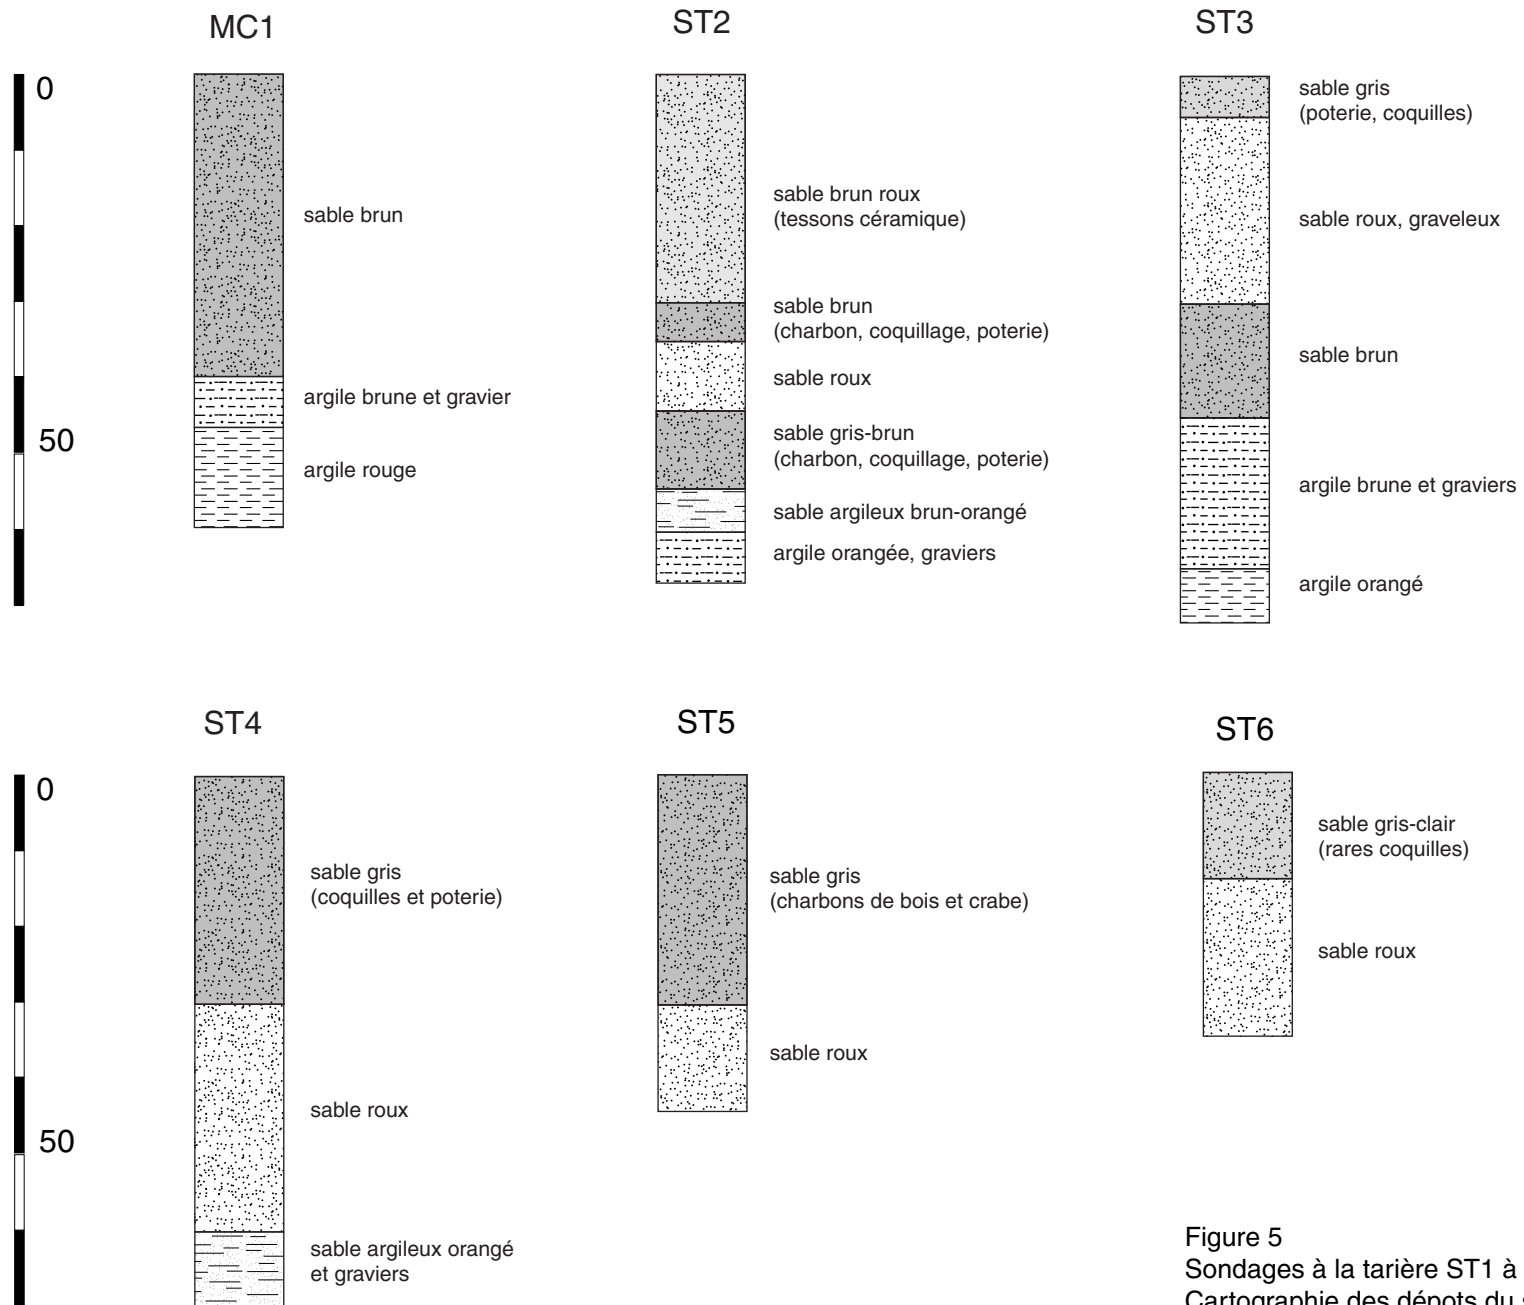 MC1
ST2
ST3
0
50
sable brun
argile brune et gravier
argile rouge
sable brun roux
(tessons céramique)
sable brun
(charbon, coquillage, poterie)
sable roux
sable gris-brun
(charbon, coquillage, poterie)
sable argileux brun-orangé
argile orangée, graviers
sable gris
(poterie, coquilles)
sable roux, graveleux
sable brun
argile brune et graviers
argile orangé
ST4
ST5
ST6
0
50
sable gris
(coquilles et poterie)
sable roux
sable argileux orangé
et graviers
sable gris
(charbons de bois et crabe)
sable roux
sable gris-clair
(rares coquilles)
sable roux
Figure 5
Sondages à la tarière ST1 à
Cartographie des dépots du